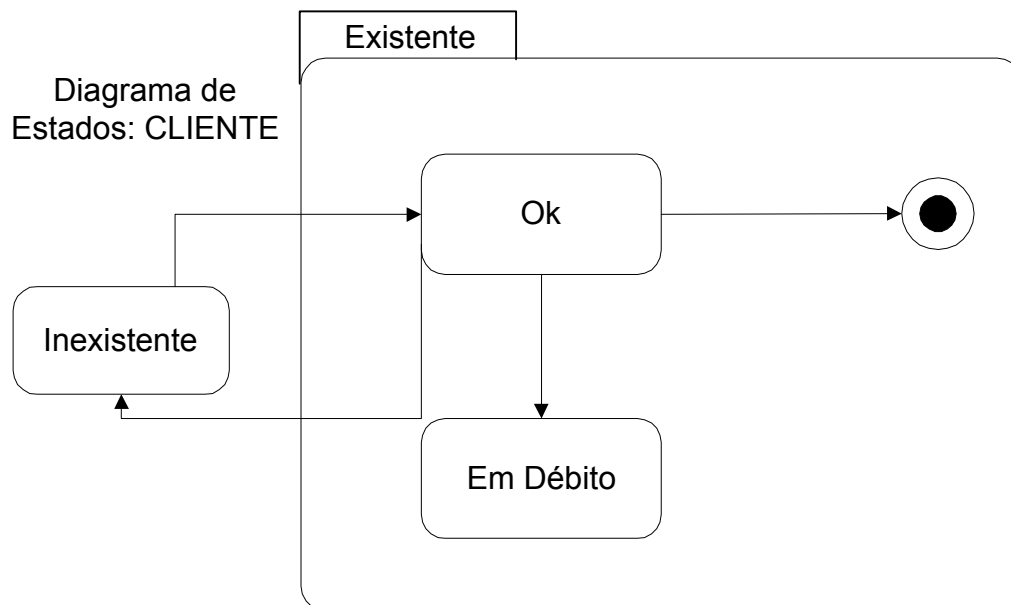 Existente
Diagrama de
Estados: CLIENTE
Ok
Inexistente
Em Débito